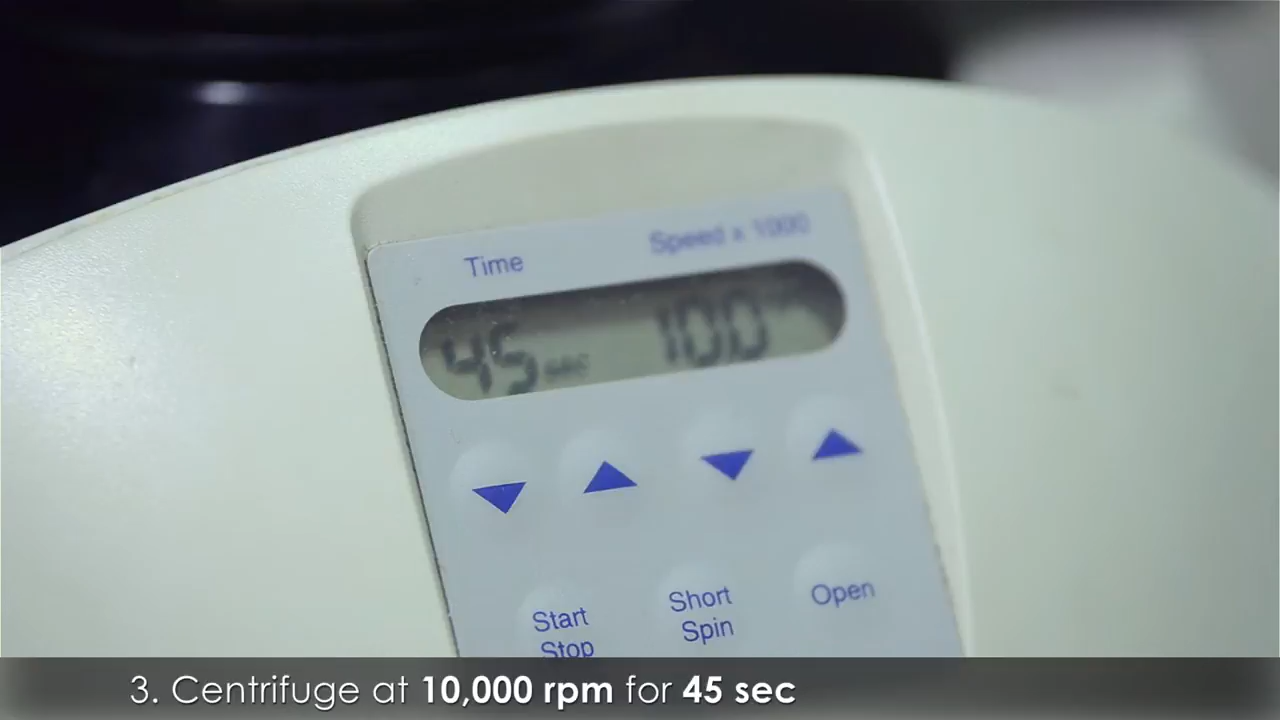 Time Speed x 1000
45 sec 10.0
Start Stop
Short Spin
Open
3. Centrifuge at 10,000 rpm for 45 sec